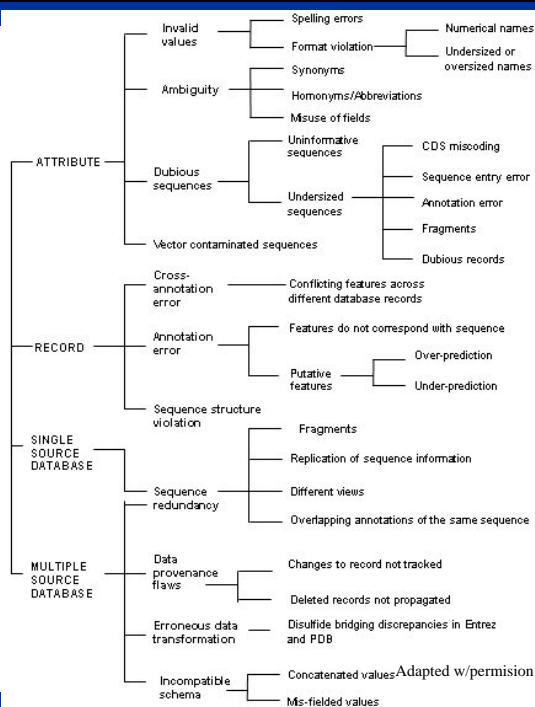 Invalid
values
Spelling errors
Format violation
Numerical names
Undersized or
oversized names
Ambiguity
Synonyms
Homonyms/Abbreviations
Misuse of fields
ATTRIBUTE
Dubious
sequences
Uninformative
sequences
Undersized
sequences
CDS miscoding
Sequence entry error
Annotation error
Fragments
Dubious records
Vector contaminated sequences
RECORD
Cross-
annotation
error
Conflicting features across
different database records
Annotation
error
Features do not correspond with sequence
Putative
features
Over-prediction
Under-prediction
Sequence structure
violation
SINGLE
SOURCE
DATABASE
Sequence
redundancy
Fragments
Replication of sequence information
Different views
Overlapping annotations of the same sequence
MULTIPLE
SOURCE
DATABASE
Data
provenance
flaws
Changes to record not tracked
Deleted records not propagated
Erroneous data
transformation
Disulfide bridging discrepancies in Entrez
and PDB
Incompatible
schema
Concatenated values
Mis-fielded values
Adapted w/permision